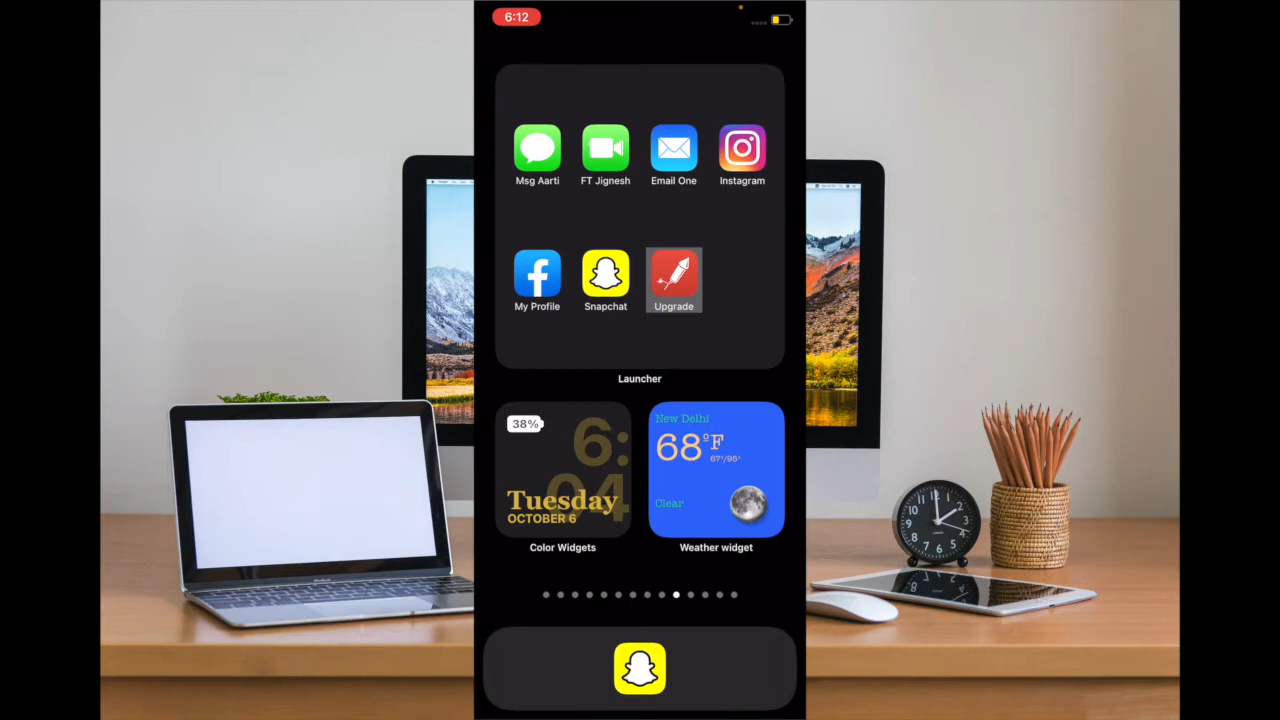 6:12
Msg Aarti
FT Jignesh
Email One
Instagram
My Profile
Snapchat
Upgrade
Launcher
38%
6:
04
Tuesday
OCTOBER 6
Color Widgets
New Delhi
68°F
67°/95°
Clear
Weather widget